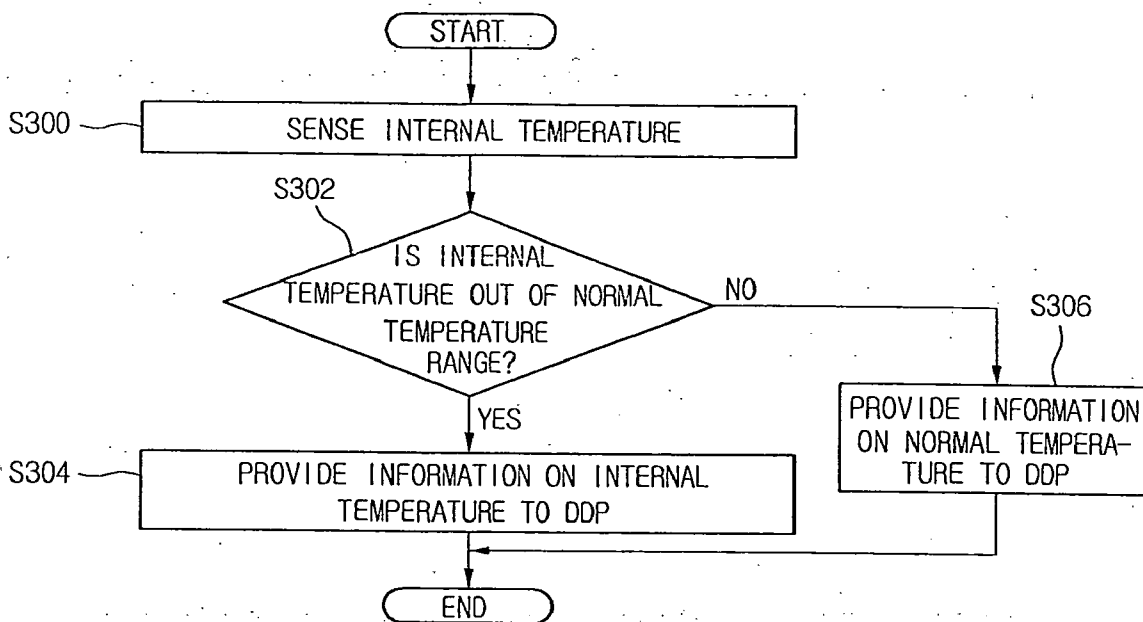 START
S300
SENSE INTERNAL TEMPERATURE
S302
IS INTERNAL
TEMPERATURE OUT OF NORMAL
TEMPERATURE
RANGE?
NO
S306
YES
PROVIDE INFORMATION
ON NORMAL TEMPERA-
TURE TO DDP
S304
PROVIDE INFORMATION ON INTERNAL
TEMPERATURE TO DDP
END